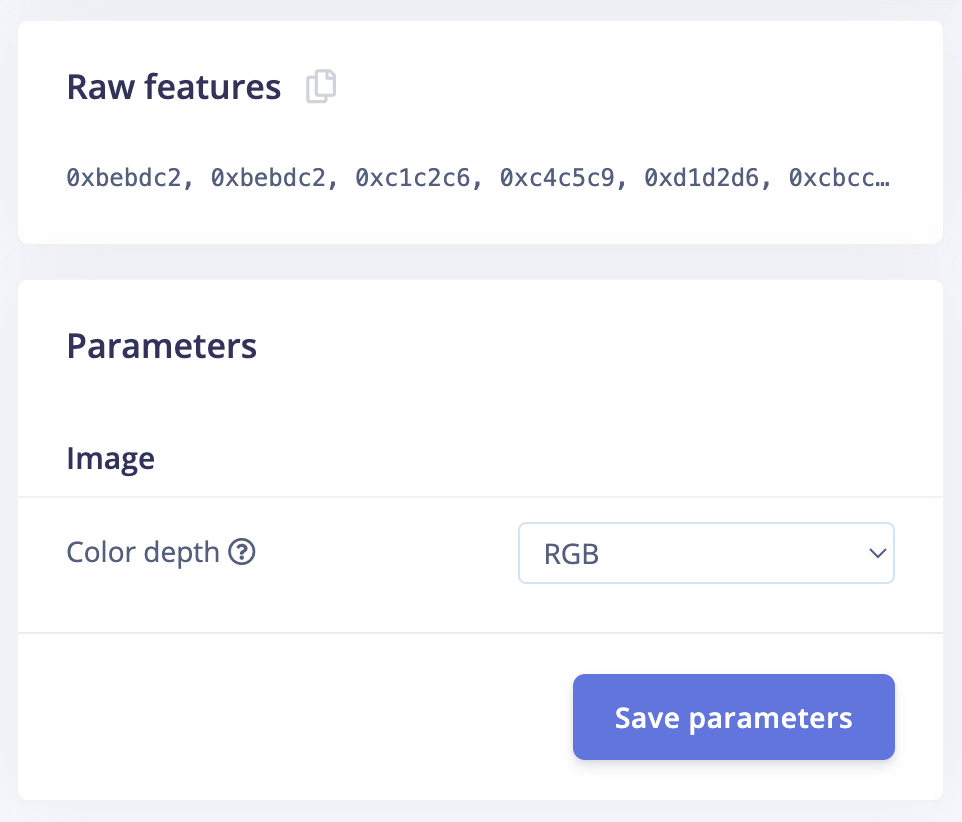 Raw features
0xbebdc2, 0xbebdc2, 0xc1c2c6, 0xc4c5c9, 0xd1d2d6, 0xcbcc…
Parameters
Image
Color depth ?
RGB
Save parameters